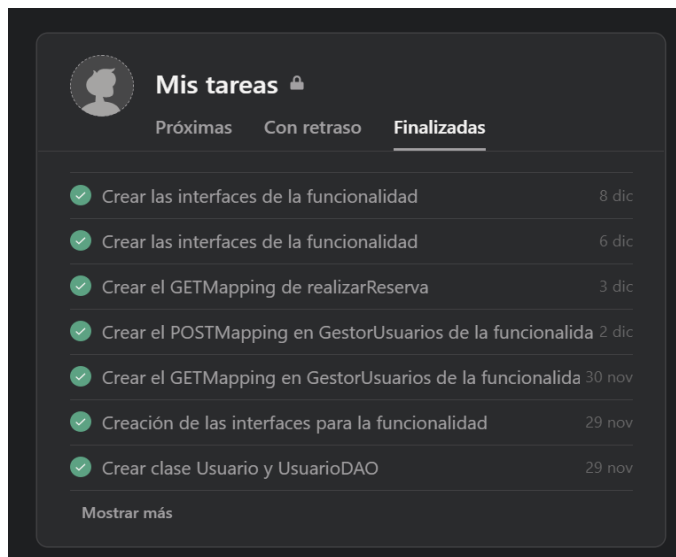 Mis tareas
Próximas Con retraso Finalizadas
Crear las interfaces de la funcionalidad 8 dic
Crear las interfaces de la funcionalidad 6 dic
Crear el GETMapping de realizarReserva 3 dic
Crear el POSTMapping en GestorUsuarios de la funcionalida 2 dic
Crear el GETMapping en GestorUsuarios de la funcionalida 30 nov
Creación de las interfaces para la funcionalidad 29 nov
Crear clase Usuario y UsuarioDAO 29 nov
Mostrar más